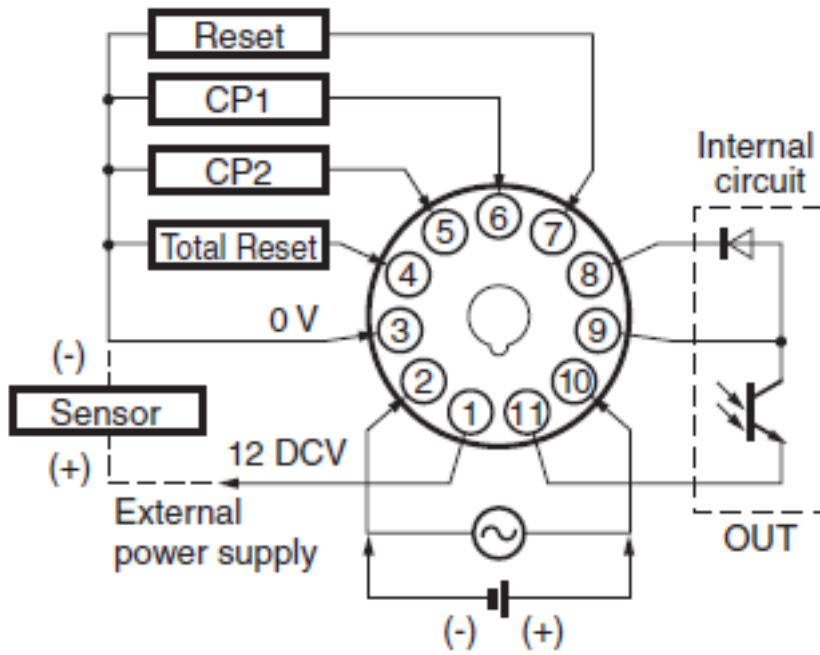 Reset
CP1
CP2
Total Reset
0 V
(-)
Sensor
(+)
12 DCV
External
power supply
1
2
3
4
5
6
7
8
9
10
11
Internal
circuit
OUT
(-)
(+)